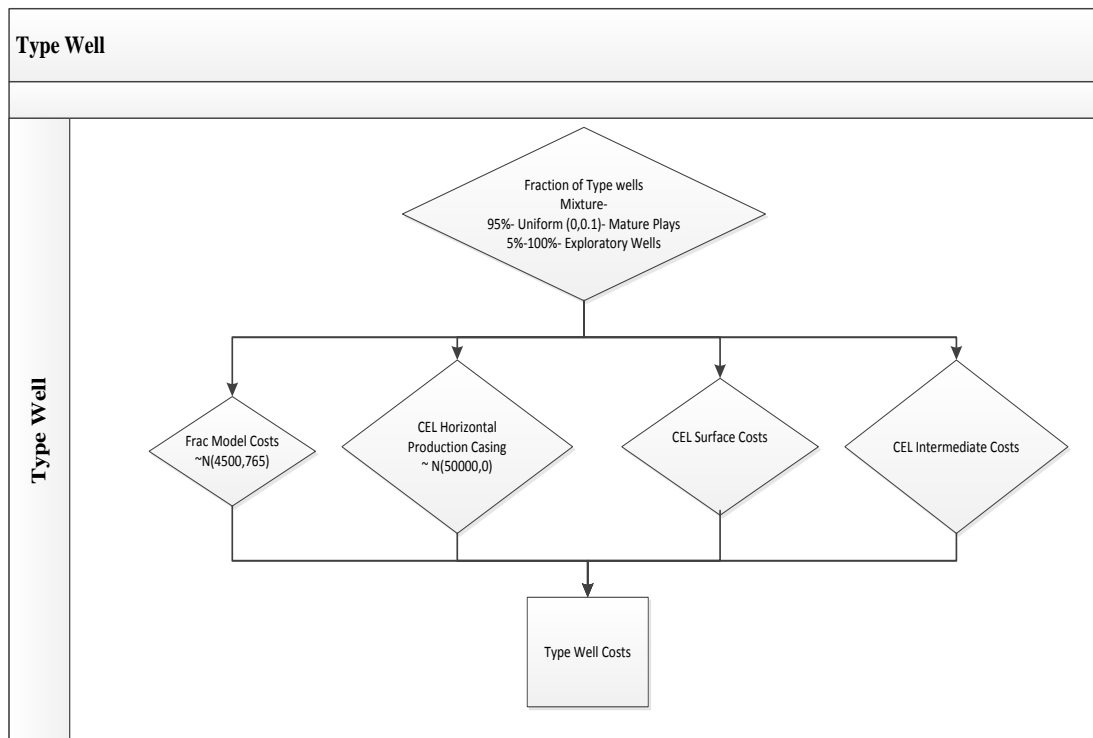 Type Well
Type Well
Fraction of Type wells
Mixture-
95%- Uniform (0,0.1)- Mature Plays
5%-100%- Exploratory Wells
Frac Model Costs
~N(4500,765)
CEL Horizontal
Production Casing
~ N(50000,0)
CEL Surface Costs
CEL Intermediate Costs
Type Well Costs